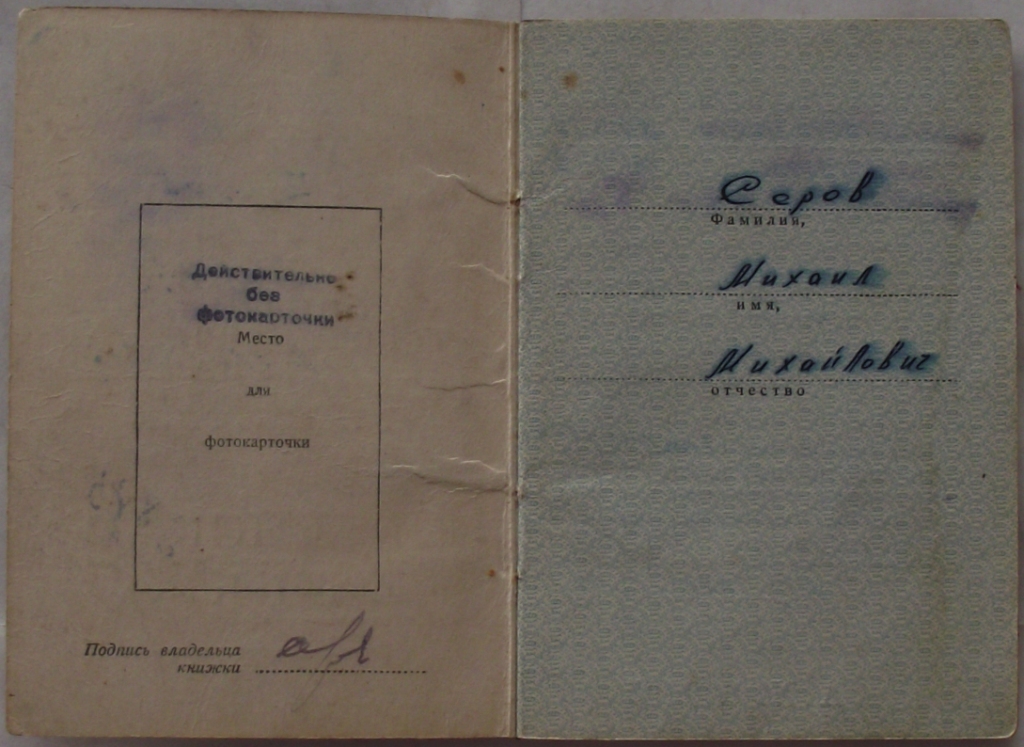 Действительно
без
фотокарточки
Место
для
фотокарточки
Подпись владельца
книжки
Серов
Фамилия,
Михаил
имя,
Михайлович
отчество